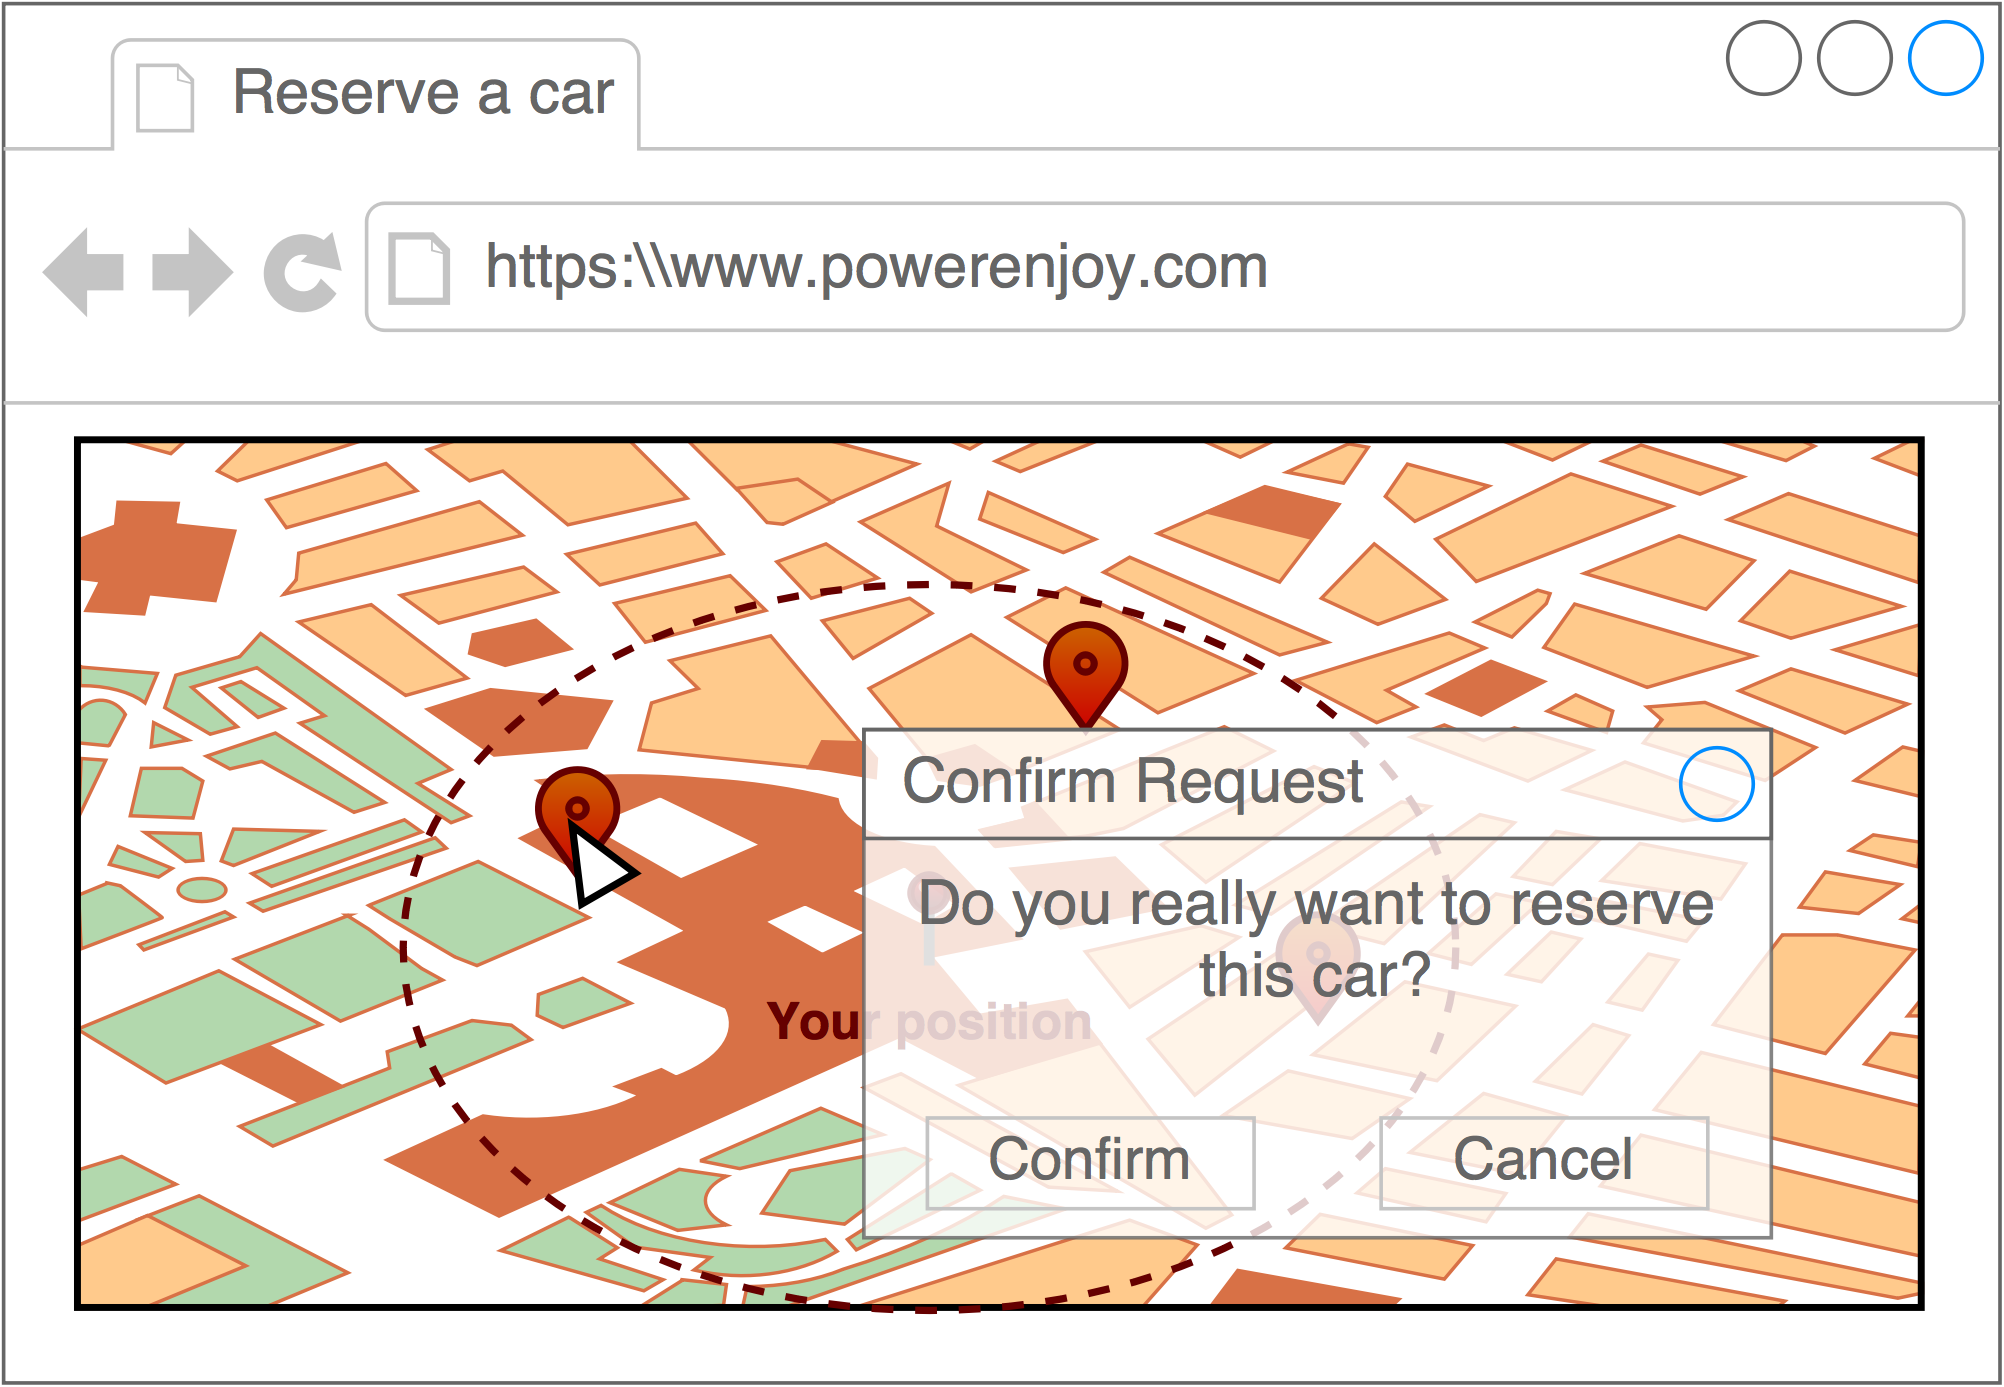 Reserve a car
https:\\www.powerenjoy.com
Confirm Request
Do you really want to reserve
this car?
Your position
Confirm
Cancel